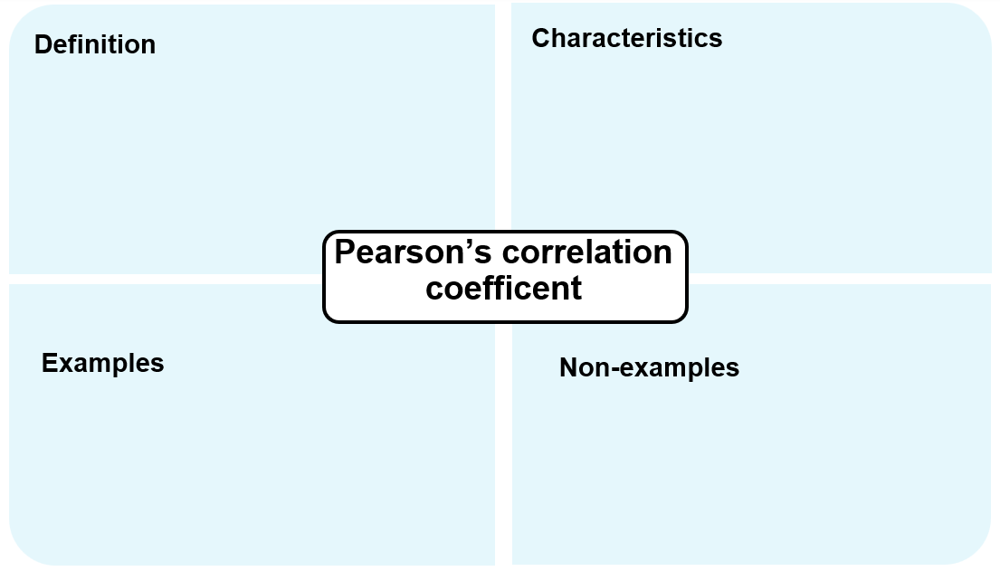 Definition
Characteristics
Pearson’s correlation
coefficent
Examples
Non-examples